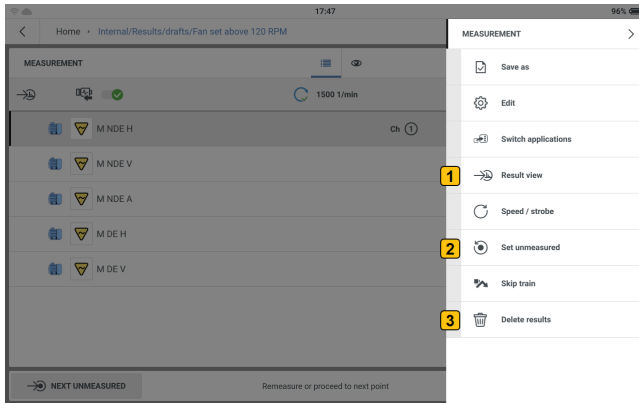 17:47
96%
Home › Internal/Results/drafts/Fan set above 120 RPM
MEASUREMENT
1500 1/min
M NDE H
Ch 1
M NDE V
M NDE A
M DE H
M DE V
NEXT UNMEASURED
Remeasure or proceed to next point
MEASUREMENT
Save as
Edit
Switch applications
1 Result view
Speed / strobe
2 Set unmeasured
Skip train
3 Delete results